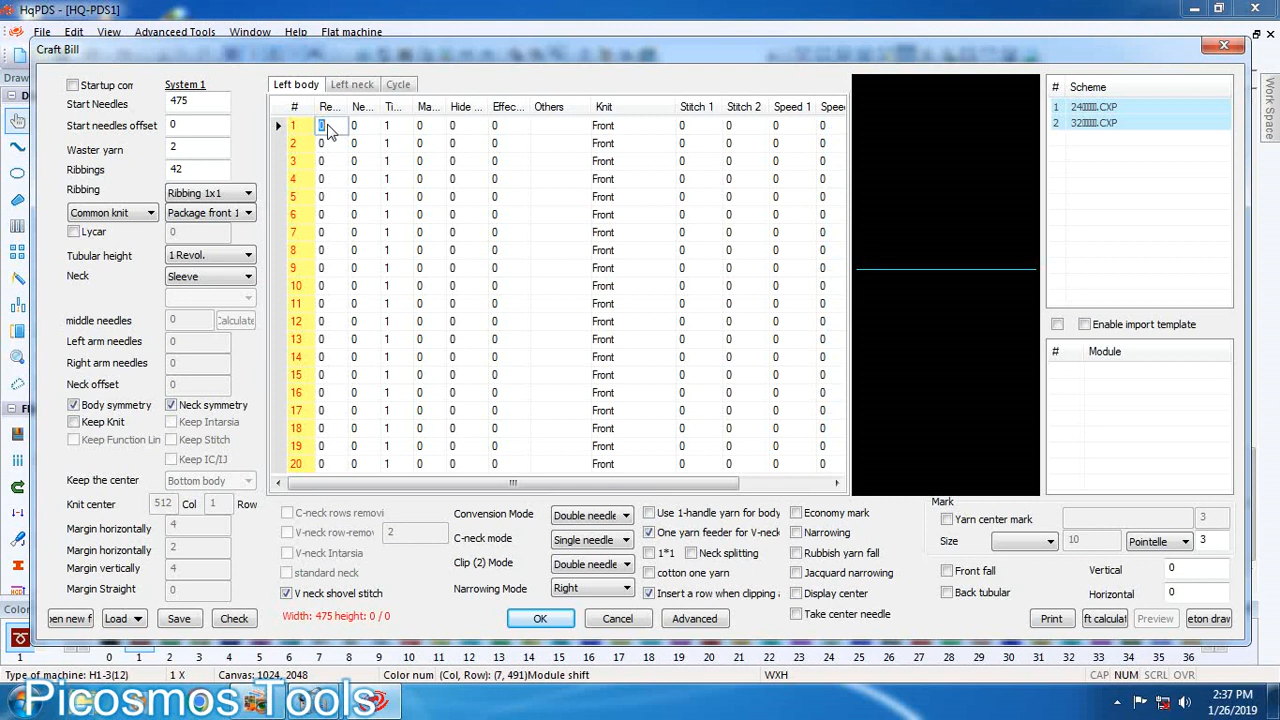 HqPDS - [HQ-PDS1]
File Edit View Advanceed Tools Window Help Flat machine
Craft Bill
Startup con System 1
Start Needles 475
Start needles offset 0
Waster yarn 2
Ribbings 42
Ribbing Ribbing 1x1
Common knit Package front 1
Lycar 0
Tubular height 1 Revol.
Neck Sleeve
middle needles 0 Calculate
Left arm needles 0
Right arm needles 0
Neck offset 0
Body symmetry Neck symmetry
Keep Knit Keep Intarsia
Keep Function Lin Keep Stitch
Keep IC/IJ
Keep the center Bottom body
Knit center 512 Col 1 Row
Margin horizontally 4
Margin horizontally 2
Margin vertically 4
Margin Straight 0
Load Save Check
Left body Left neck Cycle
# Re... Ne... Ti... Ma... Hide ... Effec... Others Knit Stitch 1 Stitch 2 Speed 1 Spee
1 0 0 1 0 0 0 Front 0 0 0 0
2 0 0 1 0 0 0 Front 0 0 0 0
3 0 0 1 0 0 0 Front 0 0 0 0
4 0 0 1 0 0 0 Front 0 0 0 0
5 0 0 1 0 0 0 Front 0 0 0 0
6 0 0 1 0 0 0 Front 0 0 0 0
7 0 0 1 0 0 0 Front 0 0 0 0
8 0 0 1 0 0 0 Front 0 0 0 0
9 0 0 1 0 0 0 Front 0 0 0 0
10 0 0 1 0 0 0 Front 0 0 0 0
11 0 0 1 0 0 0 Front 0 0 0 0
12 0 0 1 0 0 0 Front 0 0 0 0
13 0 0 1 0 0 0 Front 0 0 0 0
14 0 0 1 0 0 0 Front 0 0 0 0
15 0 0 1 0 0 0 Front 0 0 0 0
16 0 0 1 0 0 0 Front 0 0 0 0
17 0 0 1 0 0 0 Front 0 0 0 0
18 0 0 1 0 0 0 Front 0 0 0 0
19 0 0 1 0 0 0 Front 0 0 0 0
20 0 0 1 0 0 0 Front 0 0 0 0
C-neck rows removi
V-neck row-remov 2
V-neck Intarsia
standard neck
V neck shovel stitch
Width: 475 height: 0 / 0
Conversion Mode Double needle
C-neck mode Single needle
Clip (2) Mode Double needle
Narrowing Mode Right
Use 1-handle yarn for body
One yarn feeder for V-neck
1*1 Neck splitting
cotton one yarn
Insert a row when clipping a
Economy mark
Narrowing
Rubbish yarn fall
Jacquard narrowing
Display center
Take center needle
OK Cancel Advanced
# Scheme
1 24.CXP
2 32.CXP
Enable import template
# Module
Mark
Yarn center mark 3
Size 10 Pointelle 3
Front fall Vertical 0
Back tubular Horizontal 0
Print ft calculat Preview eton draw
Work Space
Draw
Color
1 0 1 2 3 4 5 6 7 8 9 10 11 12 13 14 15 16 17 18 19 20 21 22 23 24 25 26 27 28 29 30 31 32 33 34 35 36
Machine type: H1-3(12) 1 X Canvas: 1024, 2048 Color num (Col, Row):(7, 491)Module shift WXH CAP NUM SCRL OVR
Picosmos Tools
2:37 PM
1/26/2019